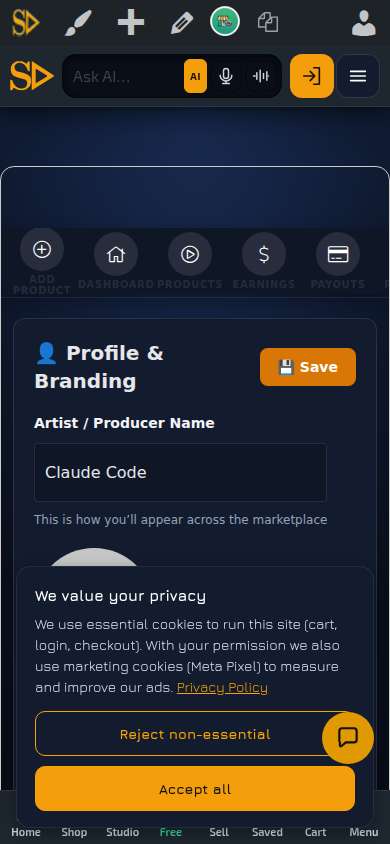 SD
Ask AI...
AI
ADD
PRODUCT
DASHBOARD
PRODUCTS
EARNINGS
PAYOUTS
Profile &
Branding
Save
Artist / Producer Name
Claude Code
This is how you’ll appear across the marketplace
We value your privacy
We use essential cookies to run this site (cart,
login, checkout). With your permission we also
use marketing cookies (Meta Pixel) to measure
and improve our ads. Privacy Policy
Reject non-essential
Accept all
Home Shop Studio Free Sell Saved Cart Menu